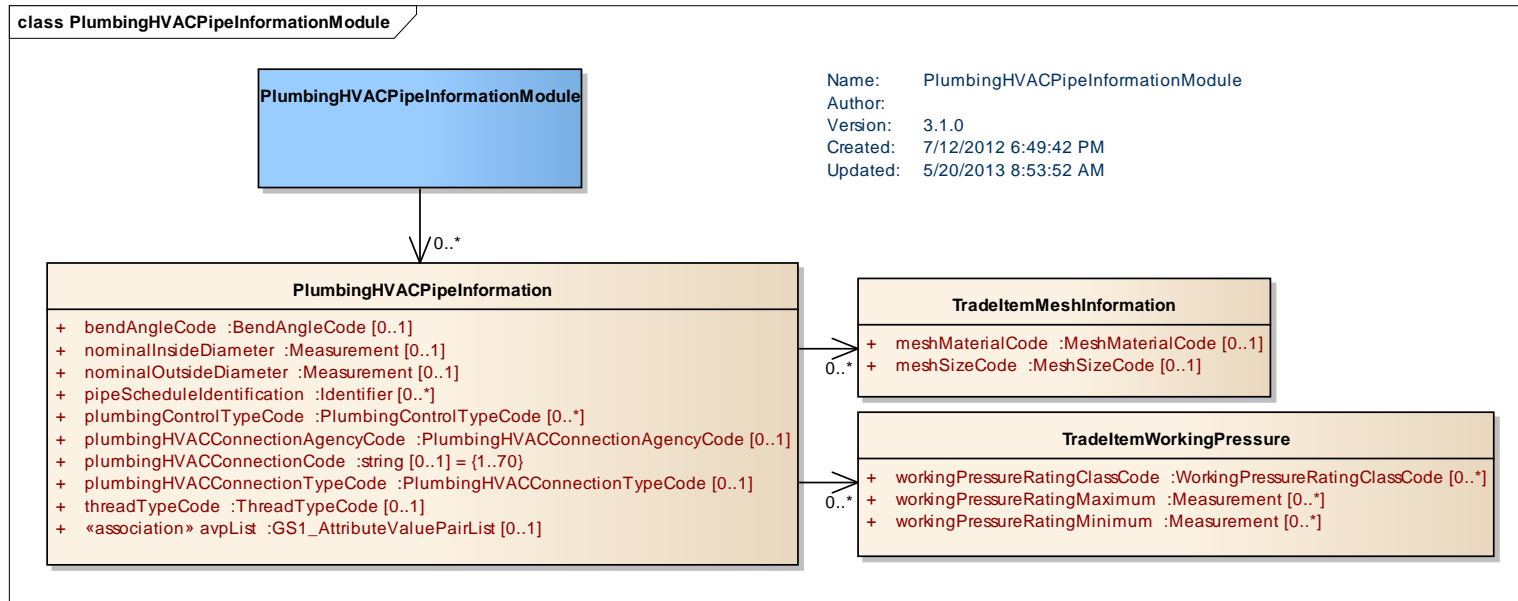 class PlumbingHVACPipeInformationModule
PlumbingHVACPipeInformationModule
Name: PlumbingHVACPipeInformationModule
Author:
Version: 3.1.0
Created: 7/12/2012 6:49:42 PM
Updated: 5/20/2013 8:53:52 AM
0..*
PlumbingHVACPipeInformation
+ bendAngleCode :BendAngleCode [0..1]
+ nominalInsideDiameter :Measurement [0..1]
+ nominalOutsideDiameter :Measurement [0..1]
+ pipeScheduleIdentification :Identifier [0..*]
+ plumbingControlTypeCode :PlumbingControlTypeCode [0..*]
+ plumbingHVACConnectionAgencyCode :PlumbingHVACConnectionAgencyCode [0..1]
+ plumbingHVACConnectionCode :string [0..1] = {1..70}
+ plumbingHVACConnectionTypeCode :PlumbingHVACConnectionTypeCode [0..1]
+ threadTypeCode :ThreadTypeCode [0..1]
+ «association» avpList :GS1_AttributeValuePairList [0..1]
0..*
TradeItemMeshInformation
+ meshMaterialCode :MeshMaterialCode [0..1]
+ meshSizeCode :MeshSizeCode [0..1]
0..*
TradeItemWorkingPressure
+ workingPressureRatingClassCode :WorkingPressureRatingClassCode [0..*]
+ workingPressureRatingMaximum :Measurement [0..*]
+ workingPressureRatingMinimum :Measurement [0..*]